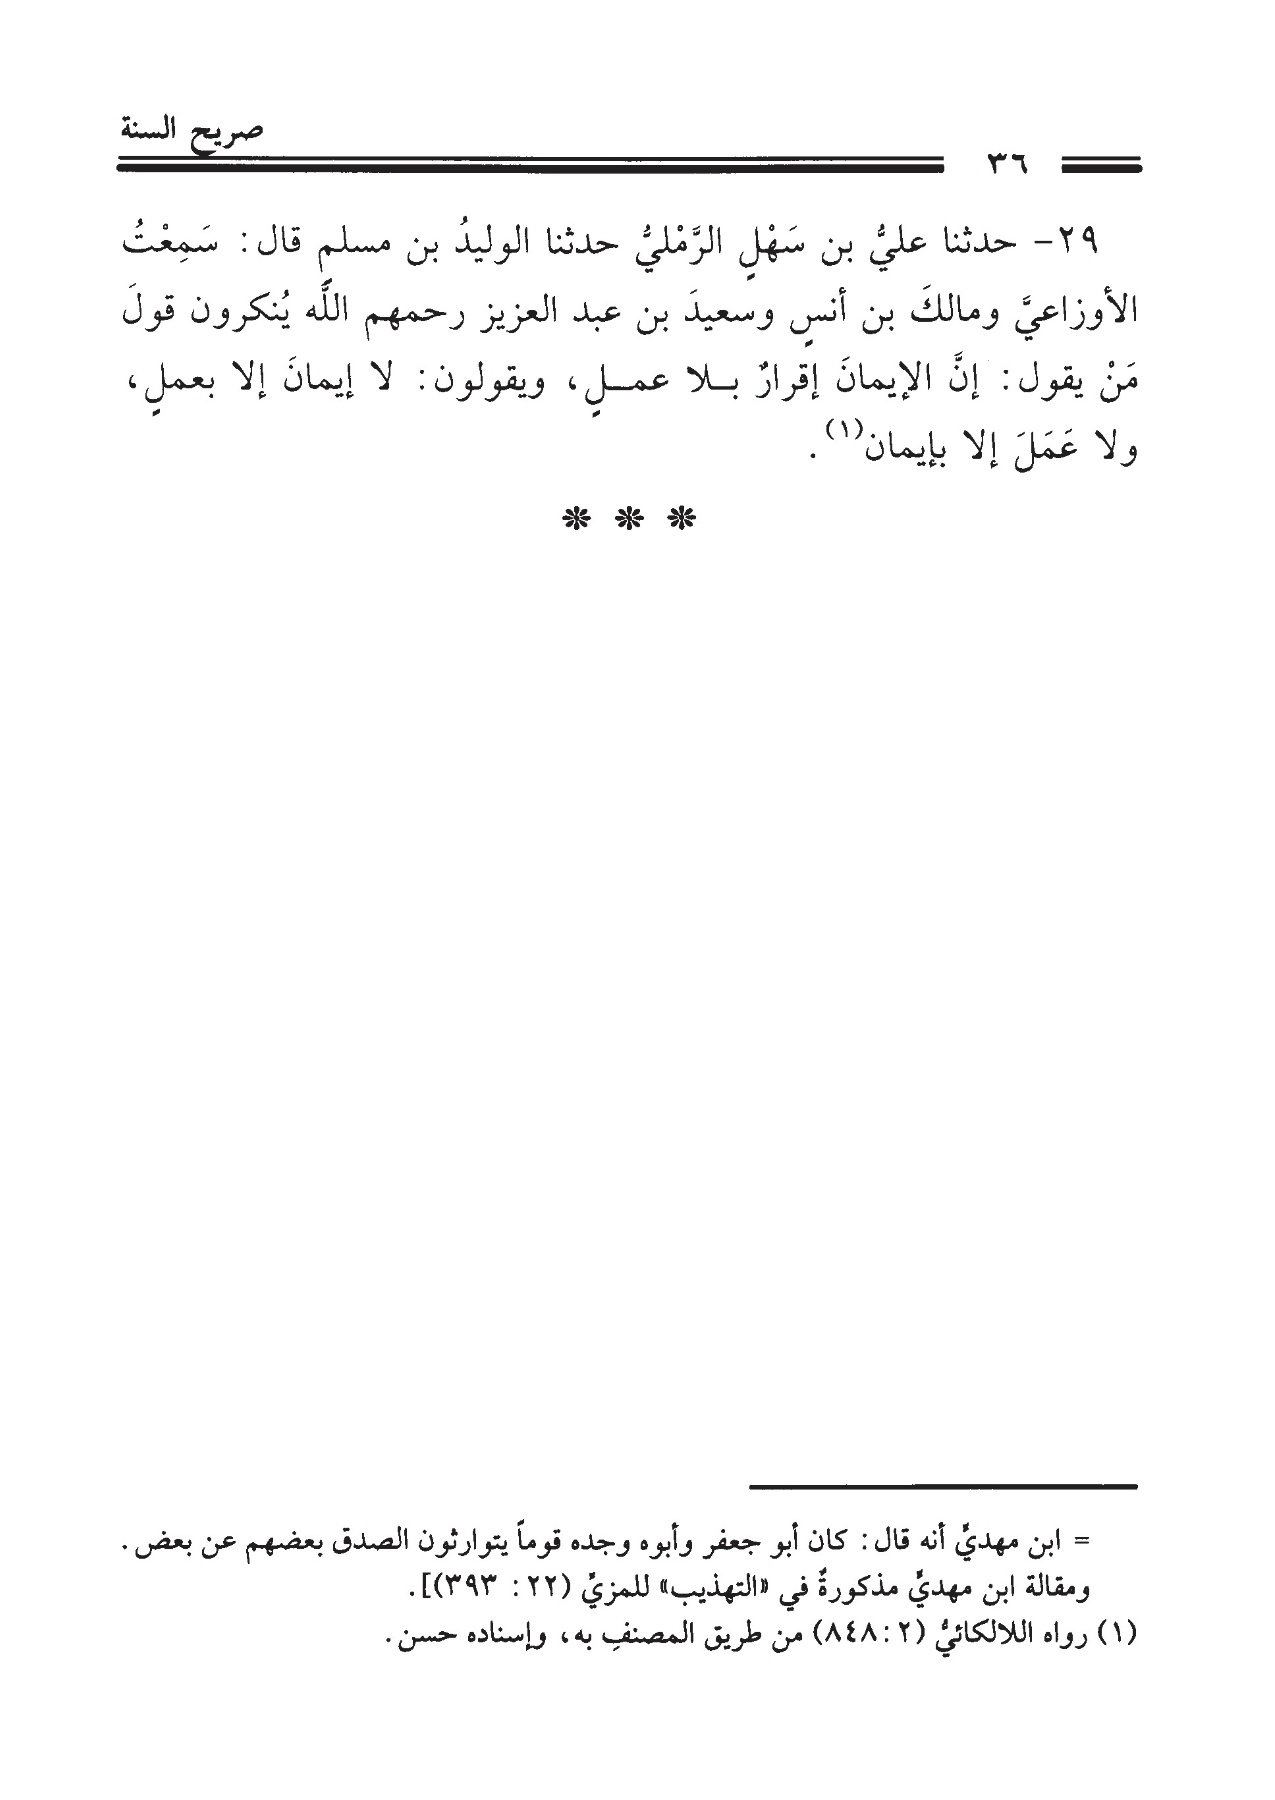 صريح السنة
٣٦
٢٩- حدثنا عليُّ بن سَهْلٍ الرَّمْليُّ حدثنا الوليدُ بن مسلمٍ قال: سَمِعْتُ
الأوزاعيَّ ومالكَ بن أنسٍ وسعيدَ بن عبد العزيز رحمهم اللَّه يُنكرون قولَ
مَنْ يقول: إنَّ الإيمانَ إقرارٌ بـلا عمـلٍ، ويقولون: لا إيمانَ إلا بعملٍ،
ولا عَمَلَ إلا بإيمان(١).
* * *
= ابن مهديٍّ أنه قال: كان أبو جعفر وأبوه وجده قوماً يتوارثون الصدق بعضهم عن بعض.
ومقالة ابن مهديٍّ مذكورةٌ في «التهذيب» للمزيِّ (٢٢: ٣٩٣)].
(١) رواه اللالكائيُّ (٢: ٨٤٨) من طريق المصنفِ به، وإسناده حسن.